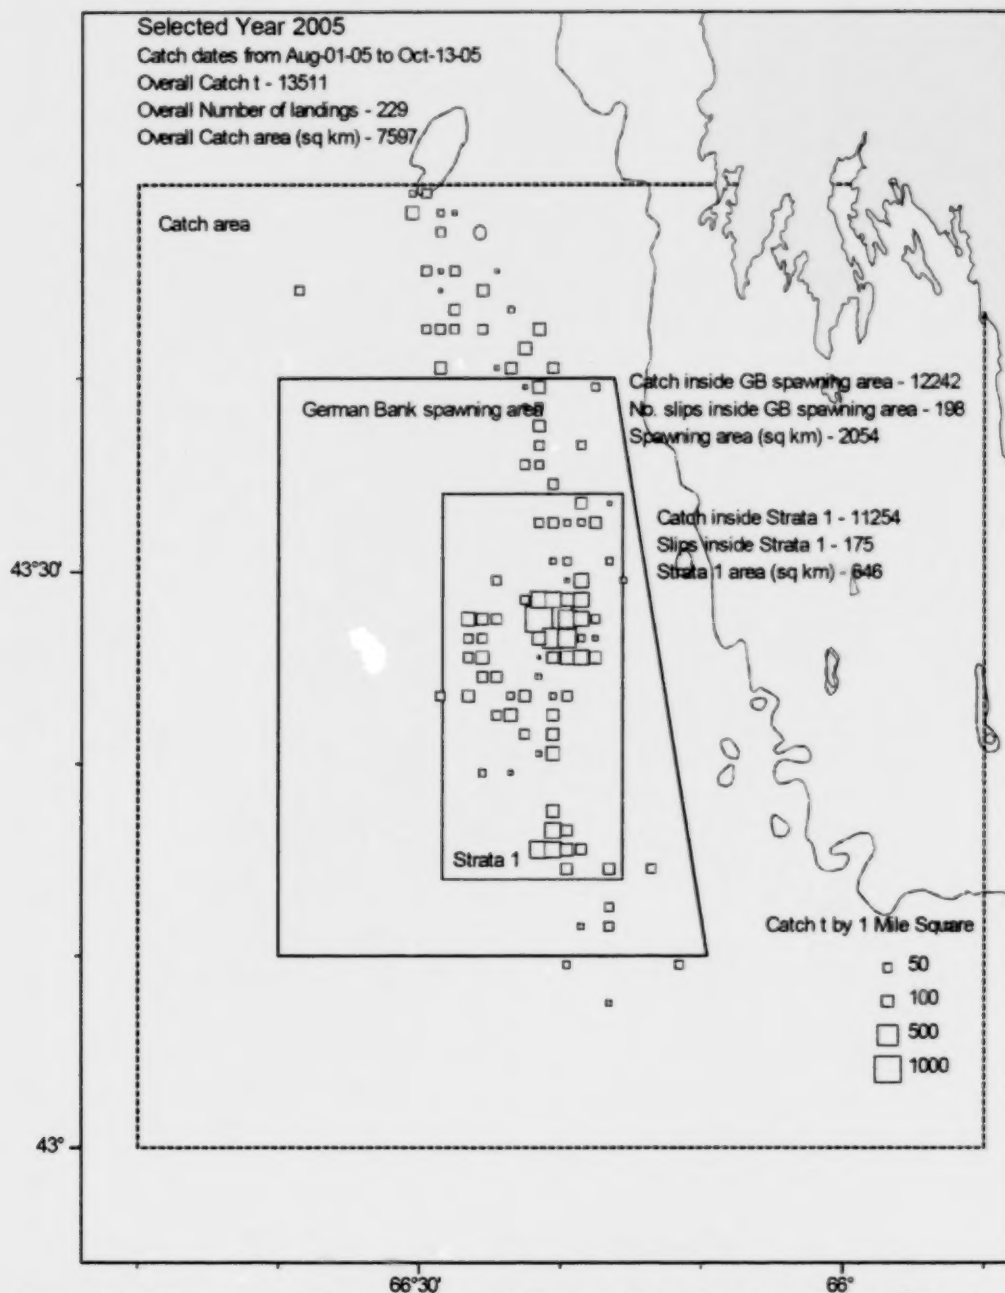 Selected Year 2005
Catch dates from Aug-01-05 to Oct-13-05
Overall Catch t - 13511
Overall Number of landings - 229
Overall Catch area (sq km) - 7597
Catch area
Catch inside GB spawning area - 12242
German Bank spawning area
No. slips inside GB spawning area - 198
Spawning area (sq km) - 2054
Catch inside Strata 1 - 11254
Slips inside Strata 1 - 175
43°30'
Strata 1 area (sq km) - 646
Strata 1
Catch t by 1 Mile Square
50
100
500
1000
43°
66°30'
66°